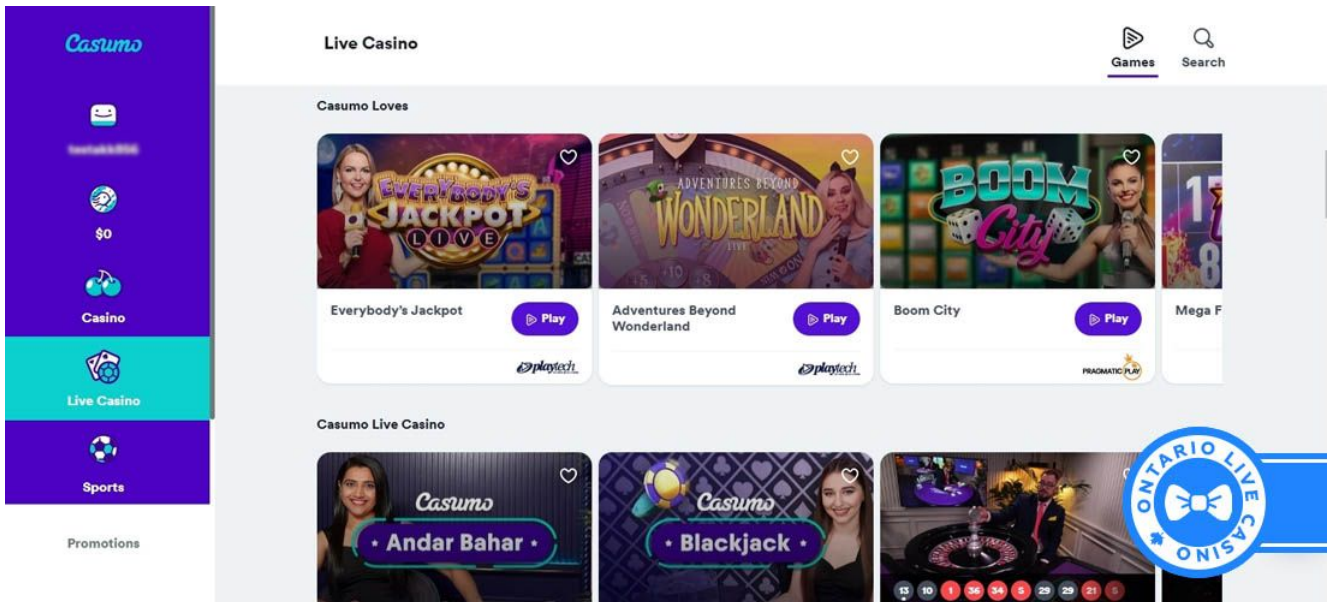 Casumo
$0
Casino
Live Casino
Sports
Promotions
Live Casino
Games
Search
Casumo Loves
EVERYBODY'S
JACKPOT
LIVE
ADVENTURES BEYOND
WONDERLAND
LIVE
BOOM
City
Everybody's Jackpot
Play
playtech
Adventures Beyond
Wonderland
Play
playtech
Boom City
Play
PRAGMATIC PLAY
Mega F
Casumo Live Casino
Casumo
Andar Bahar
Casumo
Blackjack
13 10 1 36 34 5 29 29 21 5
ONTARIO LIVE CASINO